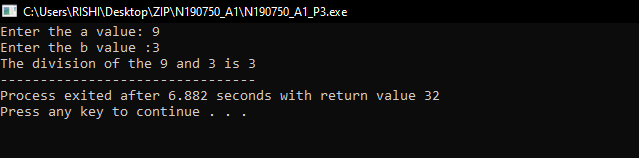 C:\Users\RISHI\Desktop\ZIP\N190750_A1\N190750_A1_P3.exe
Enter the a value: 9
Enter the b value :3
The division of the 9 and 3 is 3
--------------------------------
Process exited after 6.882 seconds with return value 32
Press any key to continue . . .